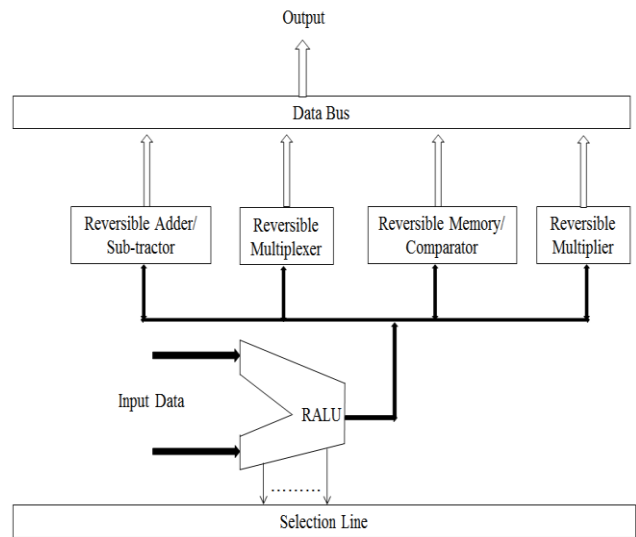 Output
Data Bus
Reversible Adder/
Sub-tractor
Reversible
Multiplexer
Reversible Memory/
Comparator
Reversible
Multiplier
Input Data
RALU
.........
Selection Line